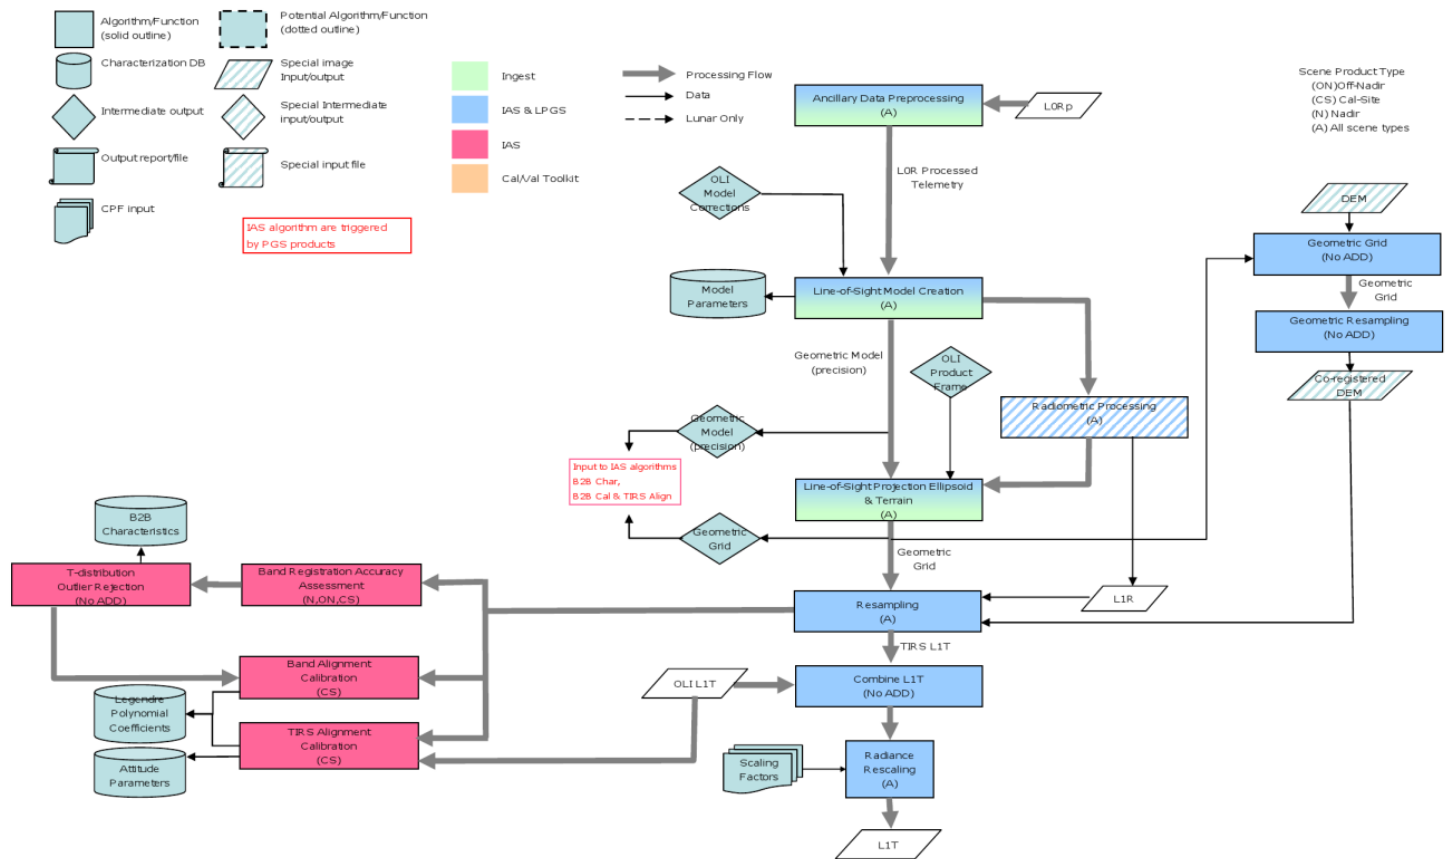 Algorithm/Function
(solid outline)
Potential Algorithm/Function
(dotted outline)
Characterization DB
Special image
Input/output
Intermediate output
Special Intermediate
input/output
Output report/file
Special input file
CPF input
IAS algorithm are triggered
by PGS products
Ingest
IAS & LPGS
IAS
Cal/Val Toolkit
Processing Flow
Data
Lunar Only
Scene Product Type
(ON)Off-Nadir
(CS) Cal-Site
(N) Nadir
(A) All scene types
Ancillary Data Preprocessing
(A)
L0Rp
L0R Processed
Telemetry
OLI
Model
Corrections
DEM
Geometric Grid
(No ADD)
Geometric
Grid
Geometric Resampling
(No ADD)
Co-registered
DEM
Model
Parameters
Line-of-Sight Model Creation
(A)
Geometric Model
(precision)
OLI
Product
Frame
Radiometric Processing
(A)
Geometric
Model
(precision)
Input to IAS algorithms
B2B Char,
B2B Cal & TIRS Align
Line-of-Sight Projection Ellipsoid
& Terrain
(A)
Geometric
Grid
Geometric
Grid
B2B
Characteristics
T-distribution
Outlier Rejection
(No ADD)
Band Registration Accuracy
Assessment
(N,ON,CS)
Resampling
(A)
L1R
TIRS L1T
Band Alignment
Calibration
(CS)
OLI L1T
Combine L1T
(No ADD)
Legendre
Polynomial
Coefficients
TIRS Alignment
Calibration
(CS)
Attitude
Parameters
Scaling
Factors
Radiance
Rescaling
(A)
L1T